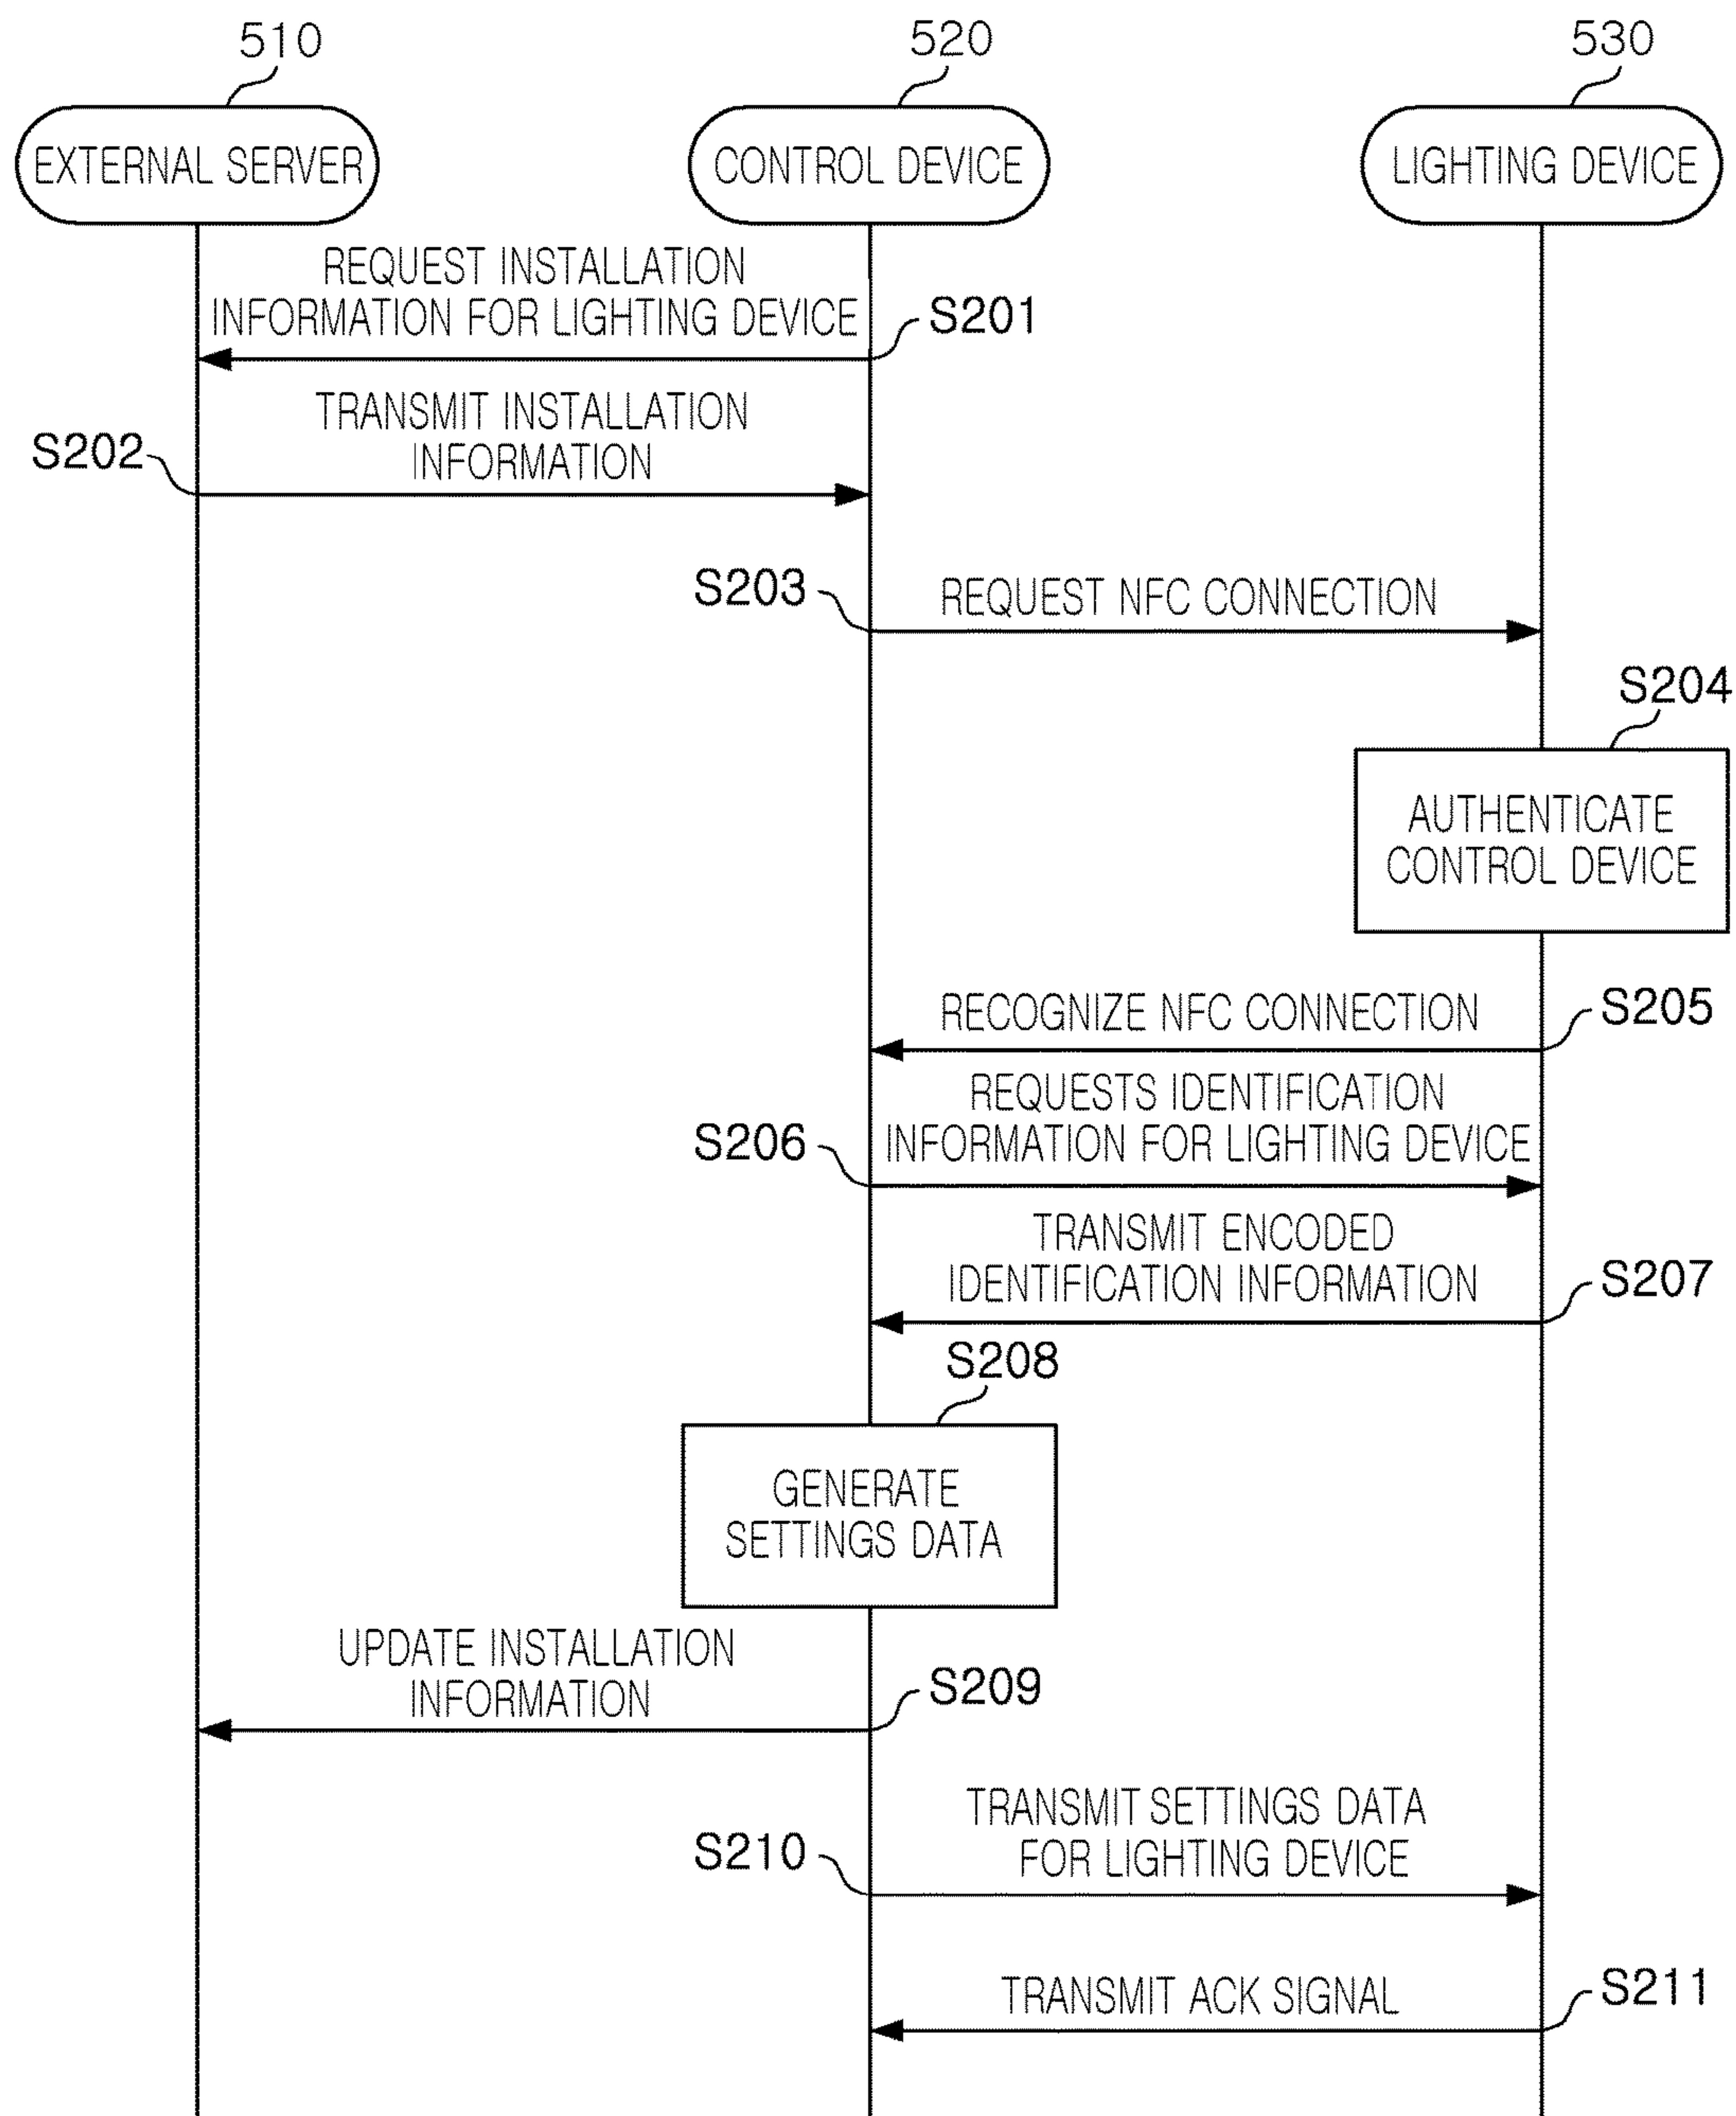 510
520
530
EXTERNAL SERVER
CONTROL DEVICE
LIGHTING DEVICE
REQUEST INSTALLATION
INFORMATION FOR LIGHTING DEVICE
S201
TRANSMIT INSTALLATION
INFORMATION
S202
S203
REQUEST NFC CONNECTION
S204
AUTHENTICATE
CONTROL DEVICE
RECOGNIZE NFC CONNECTION
S205
REQUESTS IDENTIFICATION
INFORMATION FOR LIGHTING DEVICE
S206
TRANSMIT ENCODED
IDENTIFICATION INFORMATION
S207
S208
GENERATE
SETTINGS DATA
UPDATE INSTALLATION
INFORMATION
S209
TRANSMIT SETTINGS DATA
FOR LIGHTING DEVICE
S210
TRANSMIT ACK SIGNAL
S211